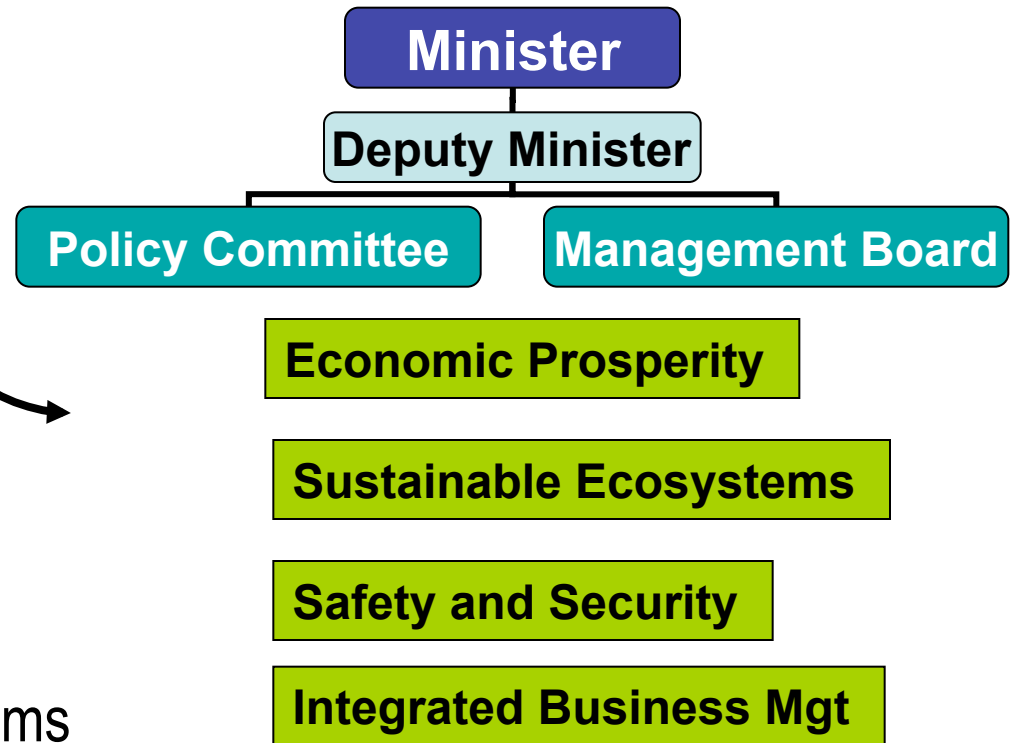 Minister
Deputy Minister
Policy Committee
Management Board
Economic Prosperity
Sustainable Ecosystems
Safety and Security
Integrated Business Mgt
ms